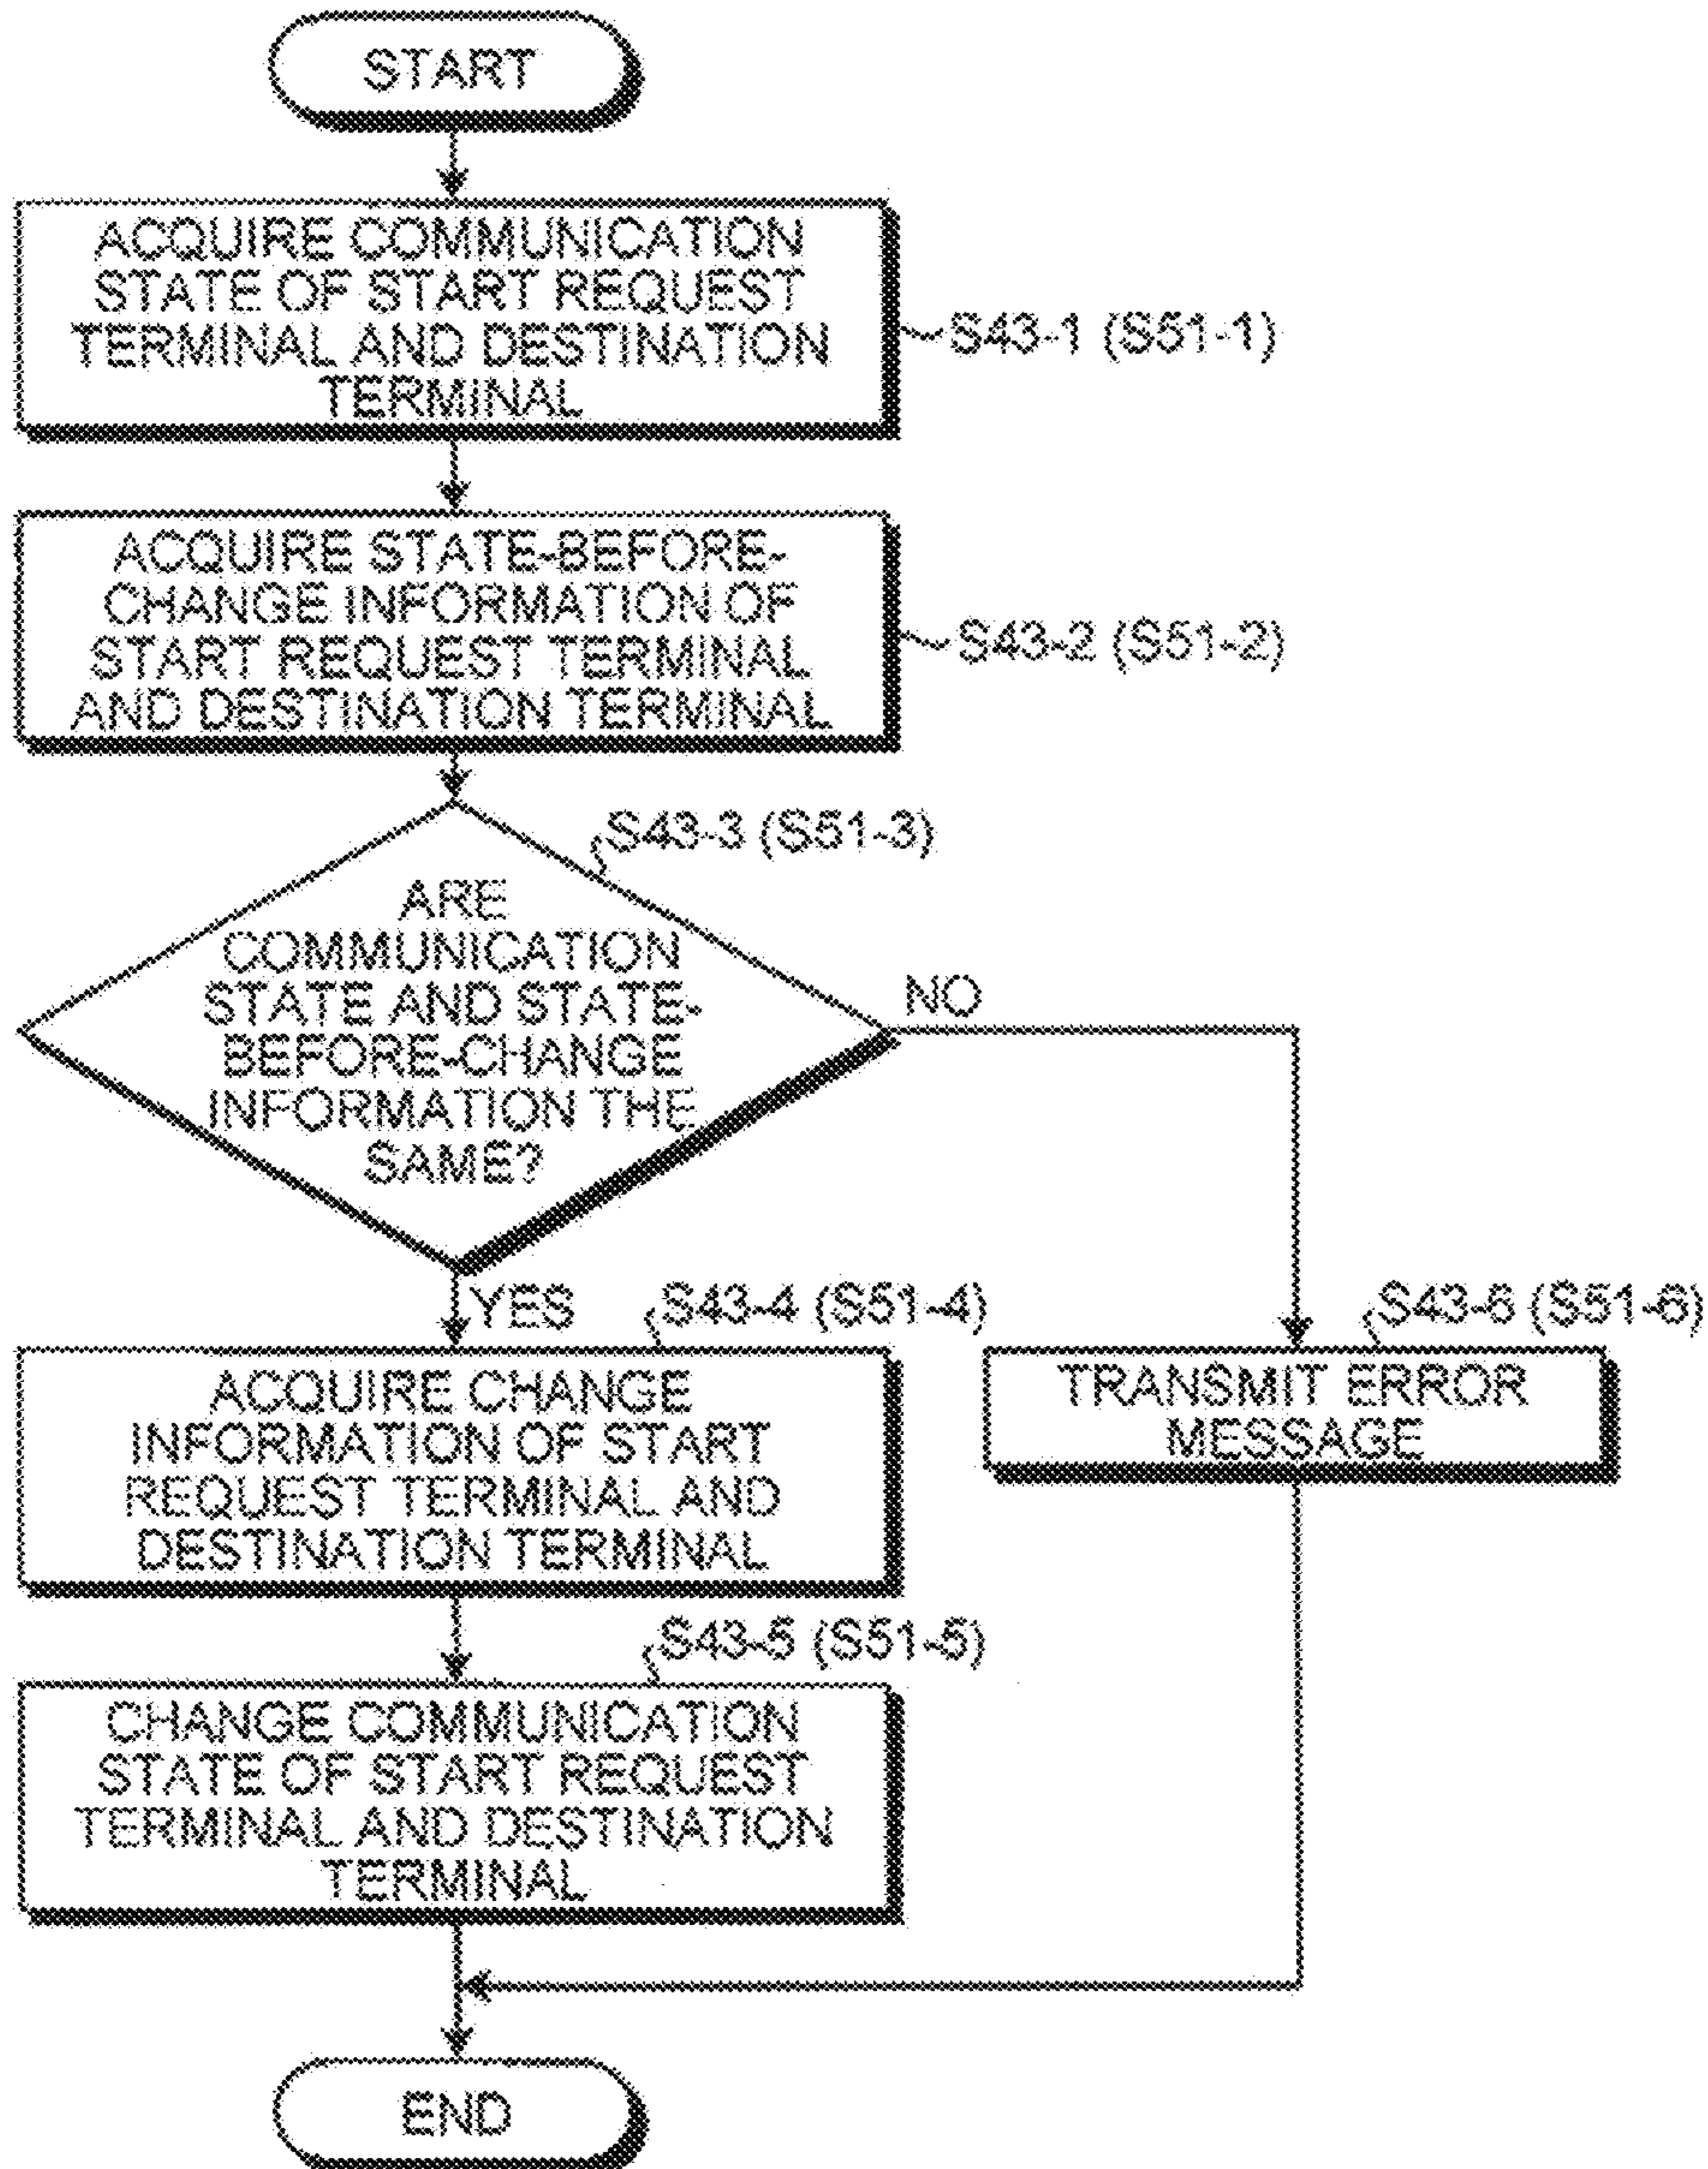 START
ACQUIRE COMMUNICATION
STATE OF START REQUEST
TERMINAL AND DESTINATION
TERMINAL
S43-1 (S51-1)
ACQUIRE STATE-BEFORE-
CHANGE INFORMATION OF
START REQUEST TERMINAL
AND DESTINATION TERMINAL
S43-2 (S51-2)
S43-3 (S51-3)
ARE
COMMUNICATION
STATE AND STATE-
BEFORE-CHANGE
INFORMATION THE
SAME?
NO
YES
S43-4 (S51-4)
ACQUIRE CHANGE
INFORMATION OF START
REQUEST TERMINAL AND
DESTINATION TERMINAL
S43-6 (S51-6)
TRANSMIT ERROR
MESSAGE
S43-5 (S51-5)
CHANGE COMMUNICATION
STATE OF START REQUEST
TERMINAL AND DESTINATION
TERMINAL
END